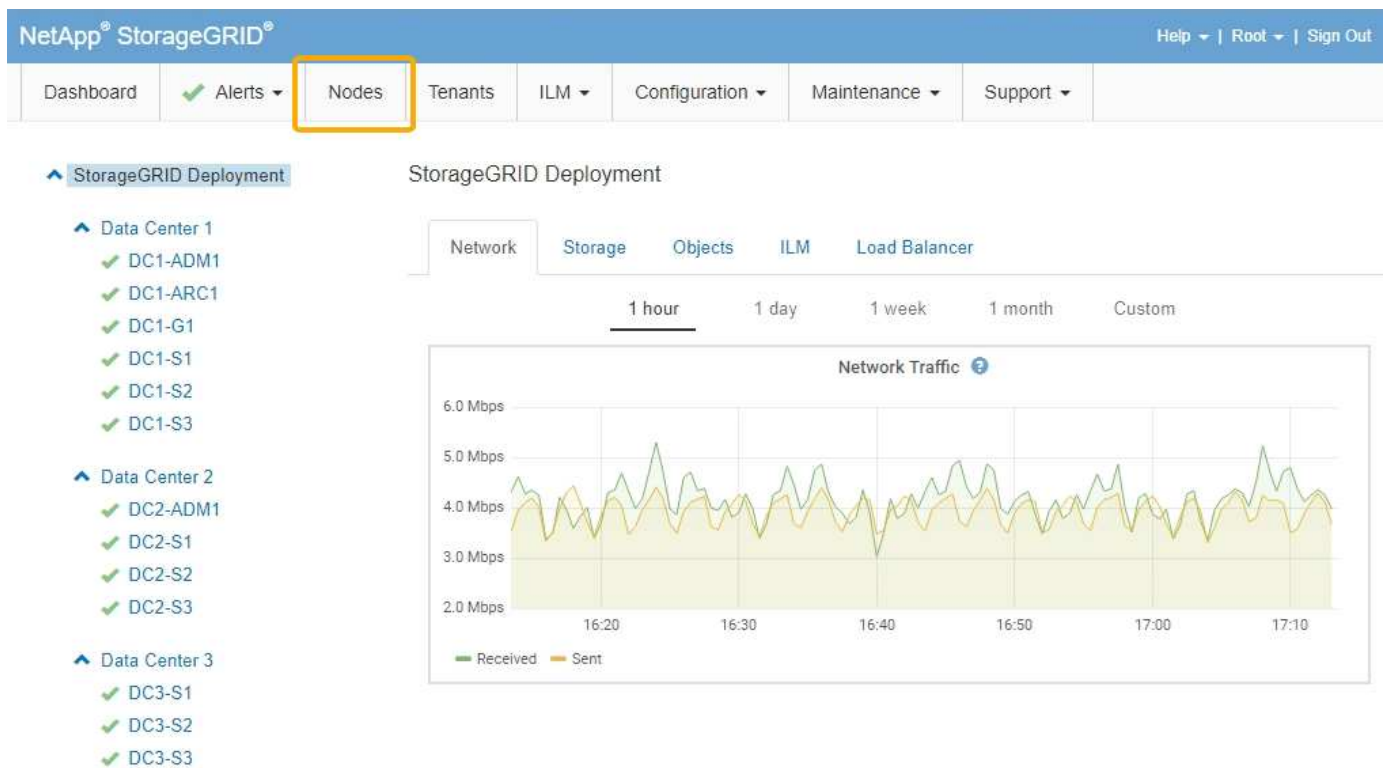 NetApp® StorageGRID®
Help | Root | Sign Out
Dashboard Alerts Nodes Tenants ILM Configuration Maintenance Support
StorageGRID Deployment
Data Center 1
DC1-ADM1
DC1-ARC1
DC1-G1
DC1-S1
DC1-S2
DC1-S3
Data Center 2
DC2-ADM1
DC2-S1
DC2-S2
DC2-S3
Data Center 3
DC3-S1
DC3-S2
DC3-S3
StorageGRID Deployment
Network Storage Objects ILM Load Balancer
1 hour 1 day 1 week 1 month Custom
Network Traffic ?
6.0 Mbps
5.0 Mbps
4.0 Mbps
3.0 Mbps
2.0 Mbps
16:20 16:30 16:40 16:50 17:00 17:10
Received Sent